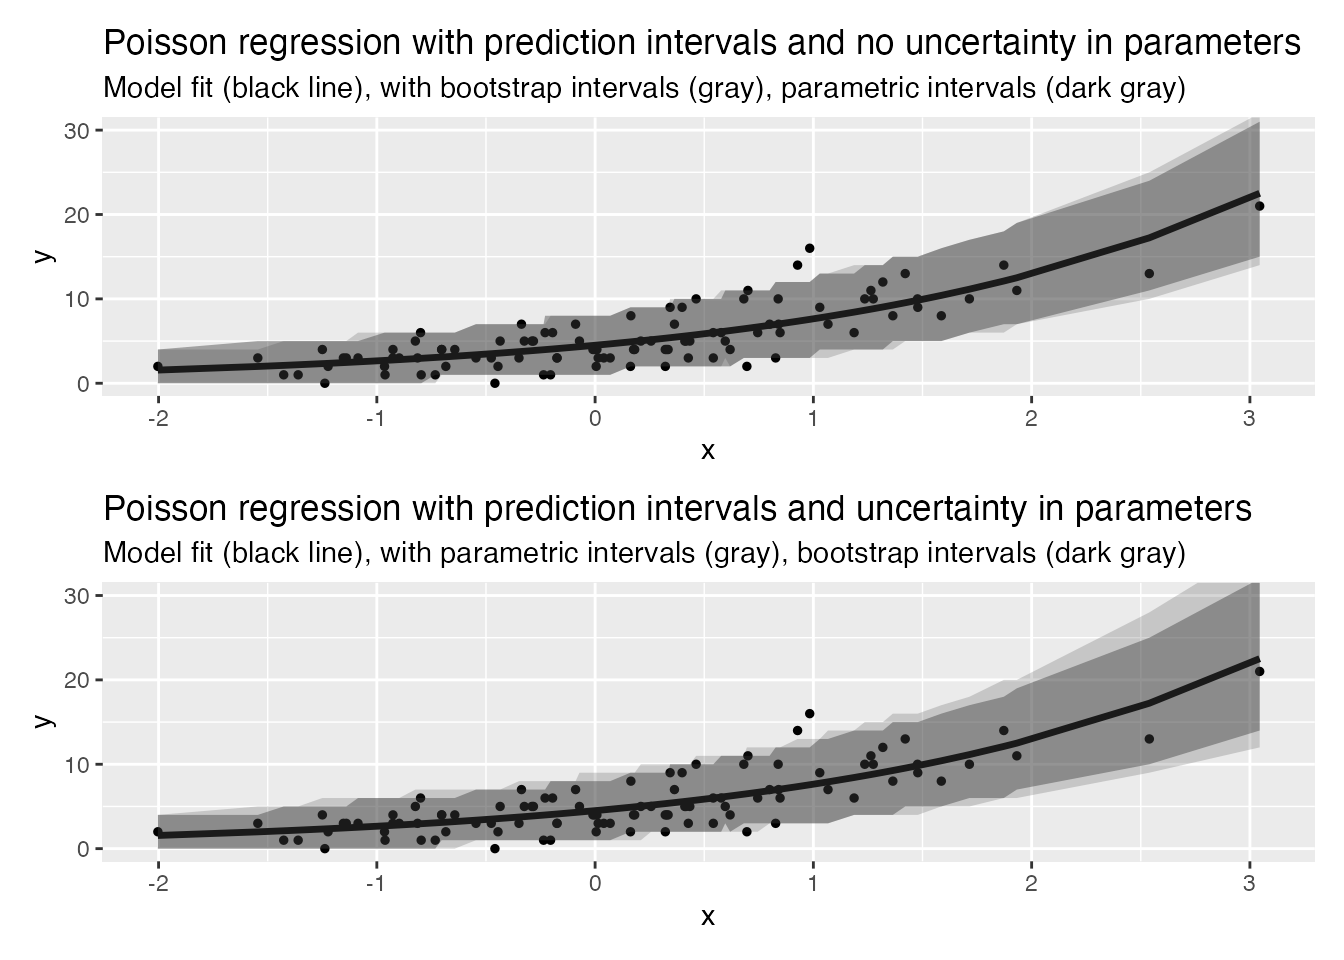 Poisson regression with prediction intervals and no uncertainty in parameters
Model fit (black line), with bootstrap intervals (gray), parametric intervals (dark gray)
30
20
10
0
y
-2 -1 0 1 2 3
x
Poisson regression with prediction intervals and uncertainty in parameters
Model fit (black line), with parametric intervals (gray), bootstrap intervals (dark gray)
30
20
10
0
y
-2 -1 0 1 2 3
x